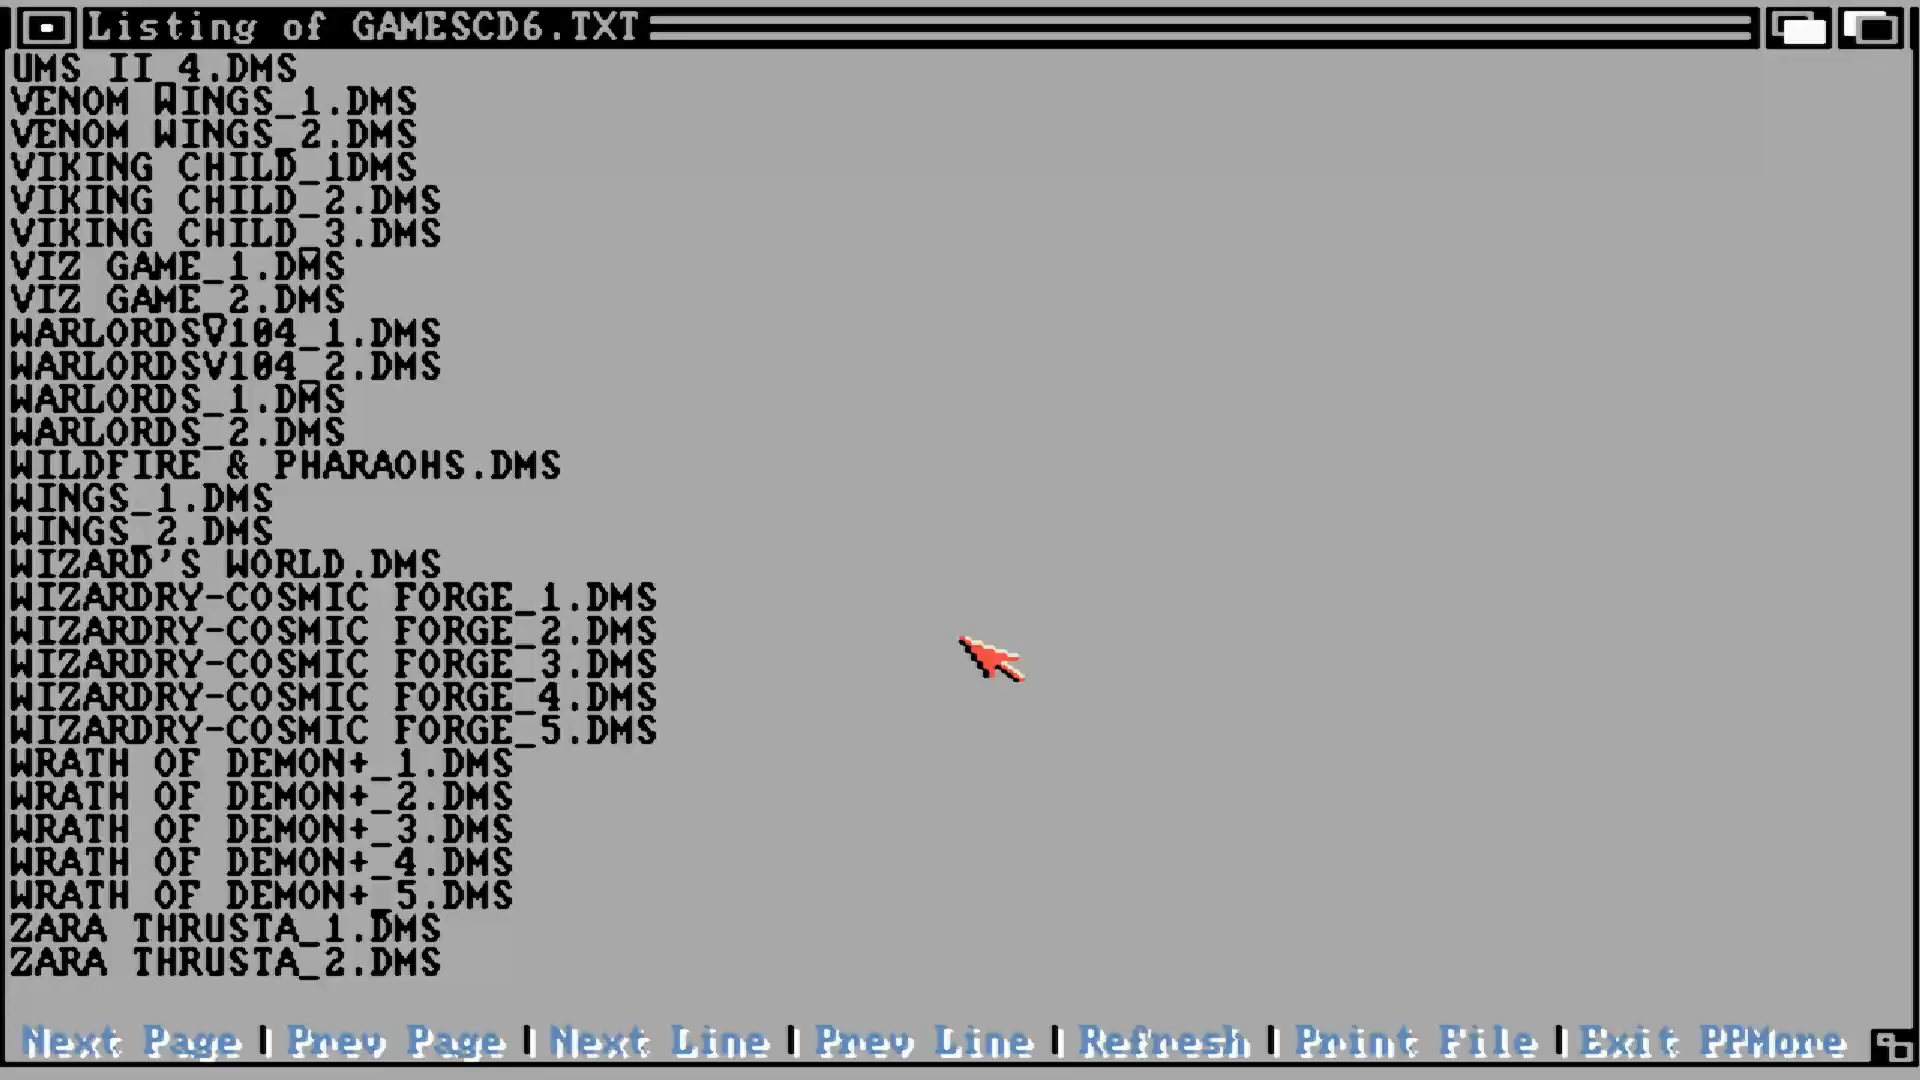 Listing of GAMESCD6.TXT
UMS II_4.DMS
VENOM WINGS_1.DMS
VENOM WINGS_2.DMS
VIKING CHILD_1DMS
VIKING CHILD_2.DMS
VIKING CHILD_3.DMS
VIZ GAME_1.DMS
VIZ GAME_2.DMS
WARLORDSV104_1.DMS
WARLORDSV104_2.DMS
WARLORDS_1.DMS
WARLORDS_2.DMS
WILDFIRE & PHARAOHS.DMS
WINGS_1.DMS
WINGS_2.DMS
WIZARD'S WORLD.DMS
WIZARDRY-COSMIC FORGE_1.DMS
WIZARDRY-COSMIC FORGE_2.DMS
WIZARDRY-COSMIC FORGE_3.DMS
WIZARDRY-COSMIC FORGE_4.DMS
WIZARDRY-COSMIC FORGE_5.DMS
WRATH OF DEMON+_1.DMS
WRATH OF DEMON+_2.DMS
WRATH OF DEMON+_3.DMS
WRATH OF DEMON+_4.DMS
WRATH OF DEMON+_5.DMS
ZARA THRUSTA_1.DMS
ZARA THRUSTA_2.DMS
Next Page | Prev Page | Next Line | Prev Line | Refresh | Print File | Exit PPMore